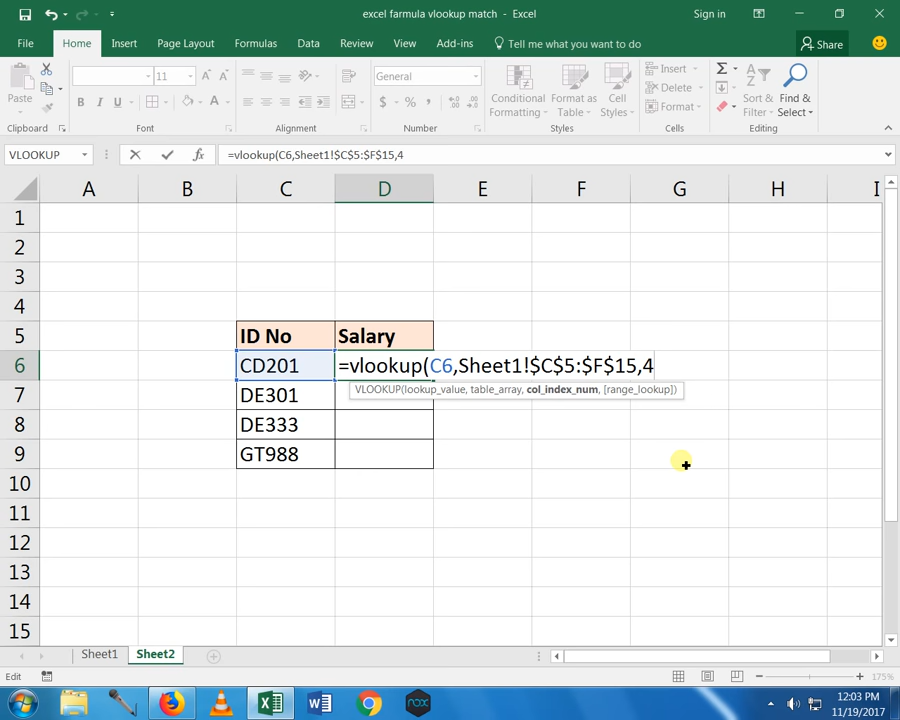 excel farmula vlookup match - Excel
Sign in
File Home Insert Page Layout Formulas Data Review View Add-ins Tell me what you want to do Share
Paste
11
B I U A A A
General
$ % ,
Conditional Formatting
Format as Table
Cell Styles
Insert
Delete
Format
Sort & Filter
Find & Select
Clipboard Font Alignment Number Styles Cells Editing
VLOOKUP fx =vlookup(C6,Sheet1!$C$5:$F$15,4
A B C D E F G H I
1
2
3
4
5 ID No Salary
6 CD201 =vlookup(C6,Sheet1!$C$5:$F$15,4
VLOOKUP(lookup_value, table_array, col_index_num, [range_lookup])
7 DE301
8 DE333
9 GT988
10
11
12
13
14
15
Sheet1 Sheet2
Edit 175%
12:03 PM
11/19/2017